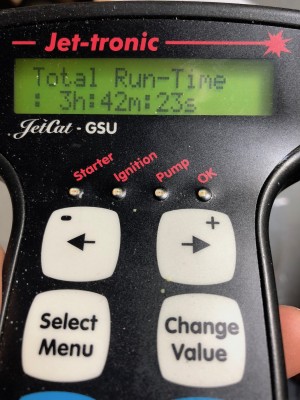 Jet-tronic
Total Run-Time
: 3h:42m:23s
JetCat - GSU
Starter Ignition Pump OK
- +
Select Menu
Change Value